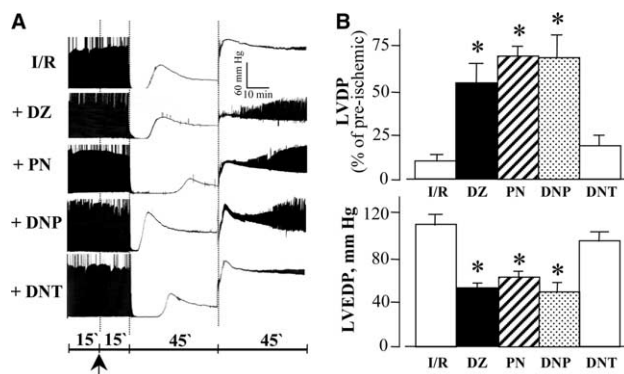 A
I/R
+ DZ
+ PN
+ DNP
+ DNT
60 mm Hg
10 min
15` 15` 45` 45`
B
LVDP
(% of pre-ischemic)
75
50
25
0
* * *
I/R DZ PN DNP DNT
LVEDP, mm Hg
120
80
40
0
* * *
I/R DZ PN DNP DNT